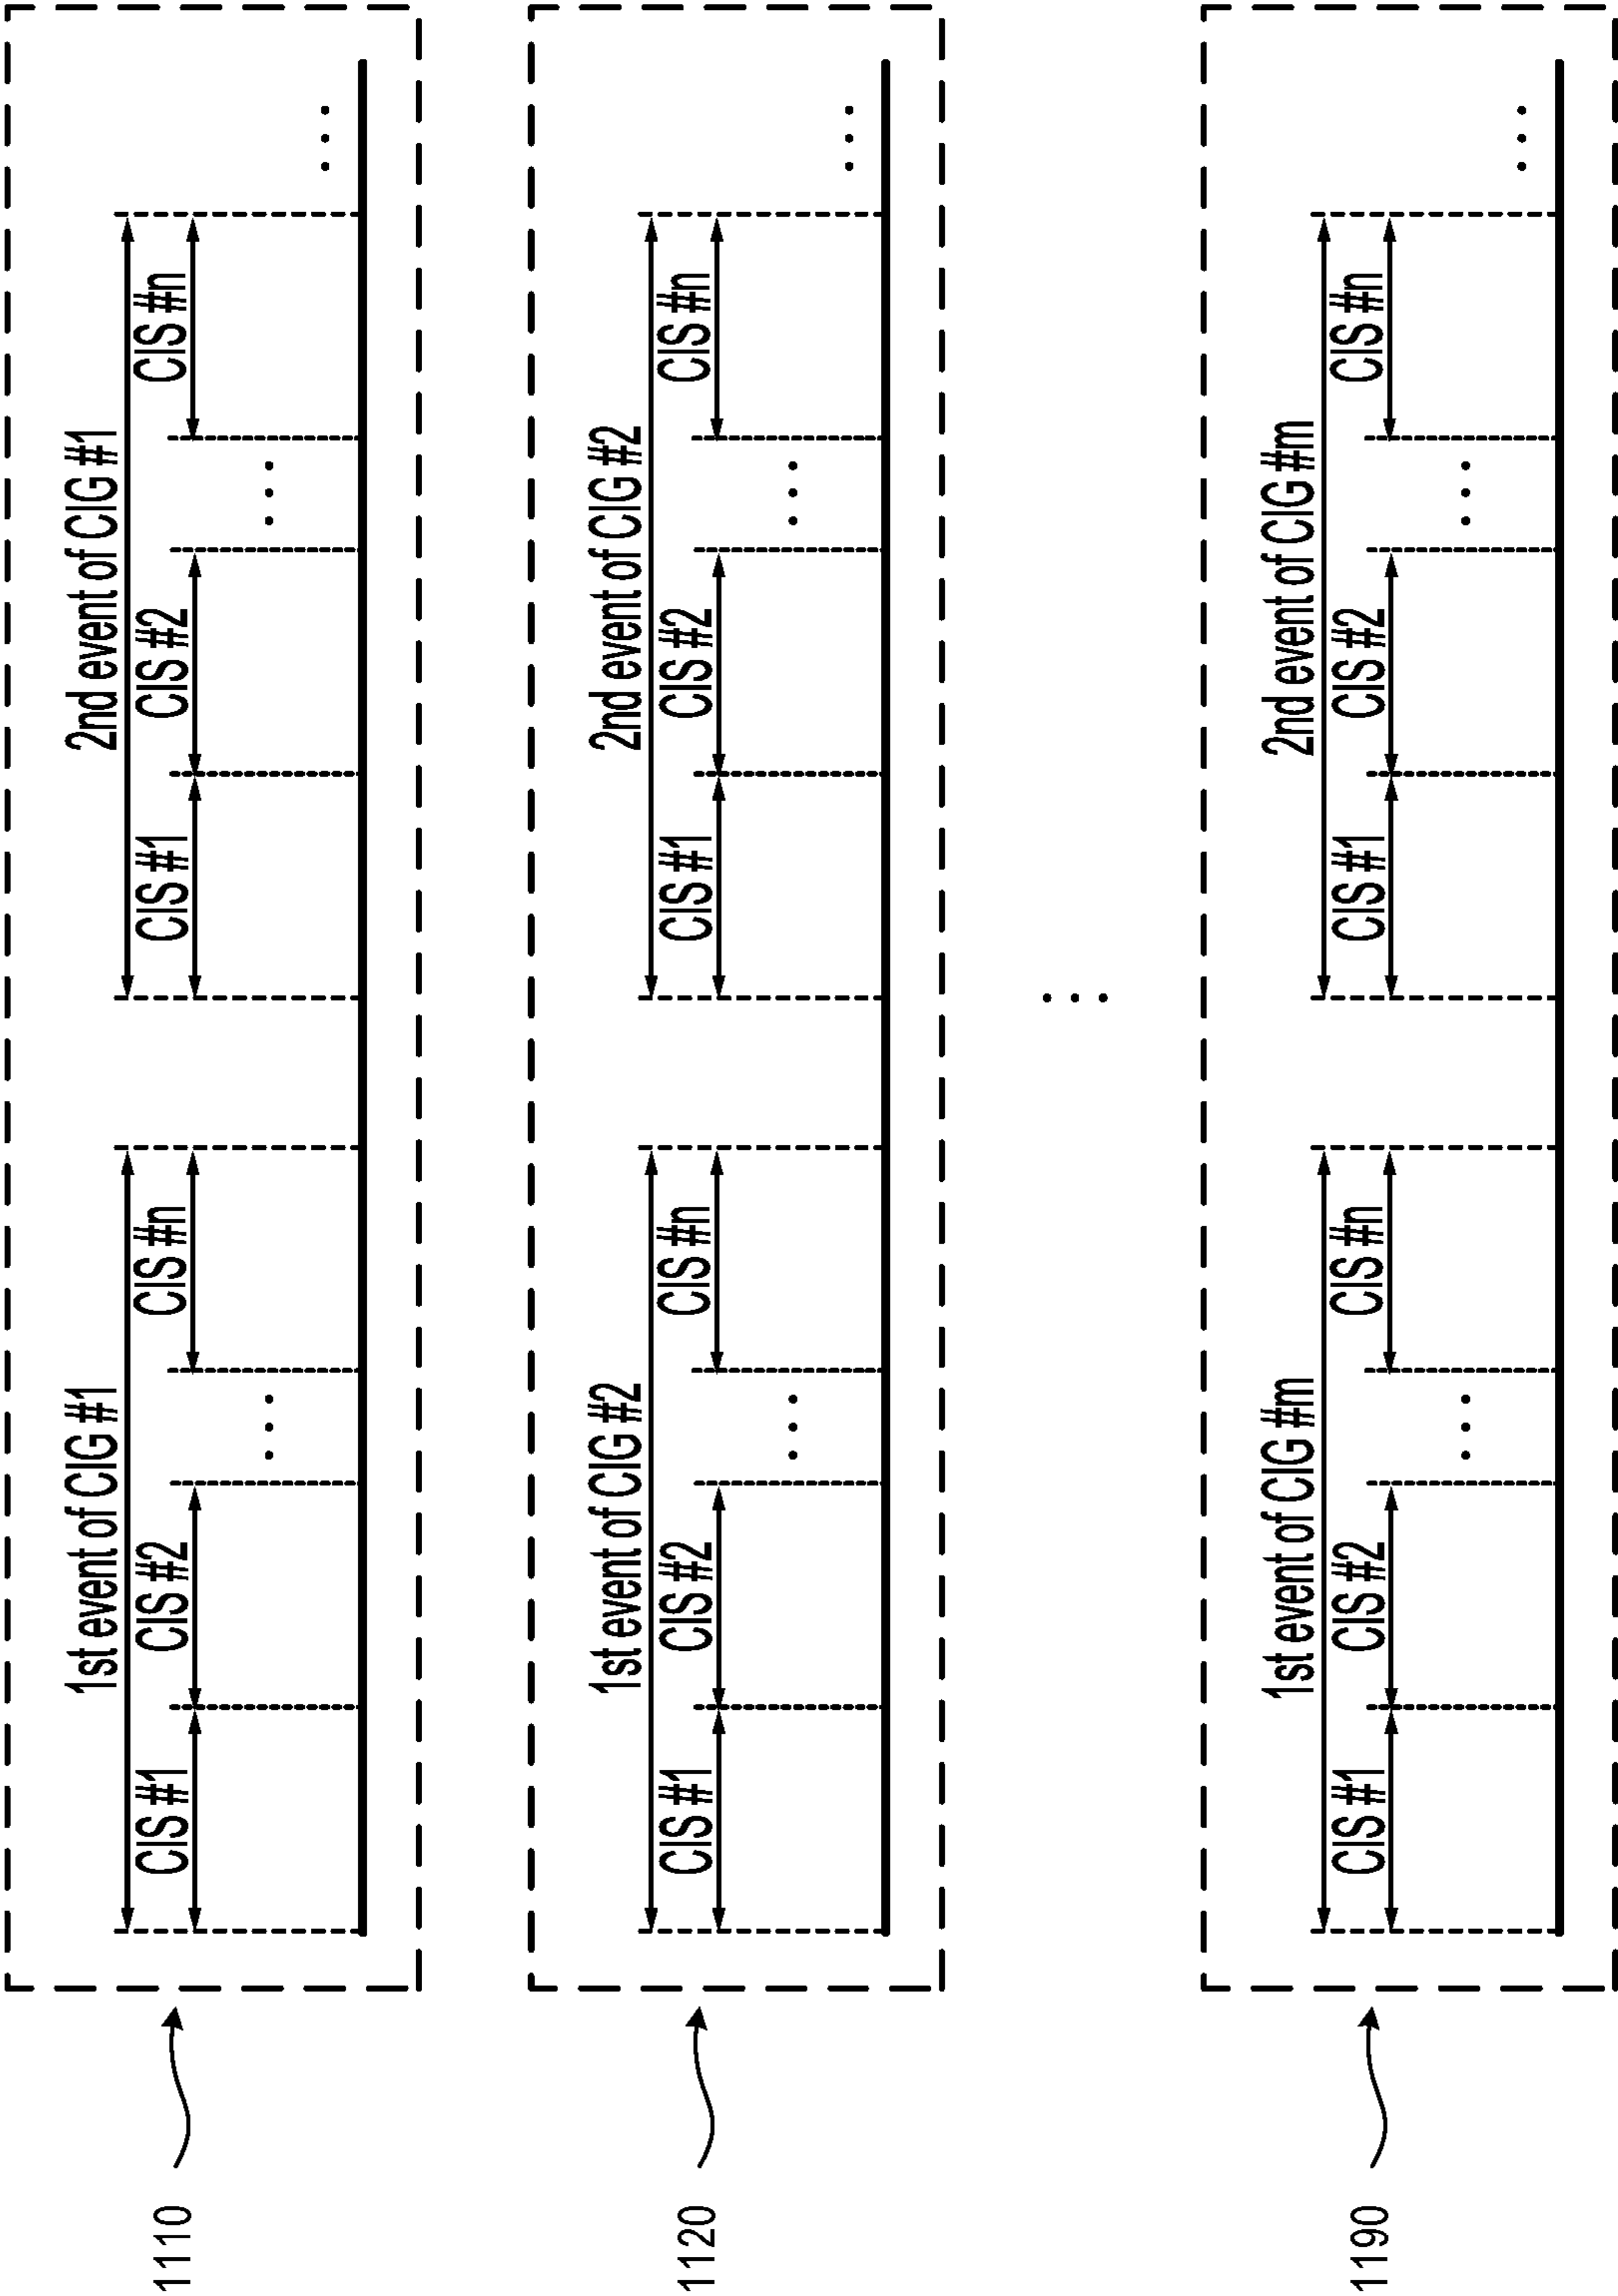 1110
1st event of CIG #1
2nd event of CIG #1
CIS #1
CIS #2
...
CIS #n
CIS #1
CIS #2
...
CIS #n
...
1120
1st event of CIG #2
2nd event of CIG #2
CIS #1
CIS #2
...
CIS #n
CIS #1
CIS #2
...
CIS #n
...
...
1190
1st event of CIG #m
2nd event of CIG #m
CIS #1
CIS #2
...
CIS #n
CIS #1
CIS #2
...
CIS #n
...